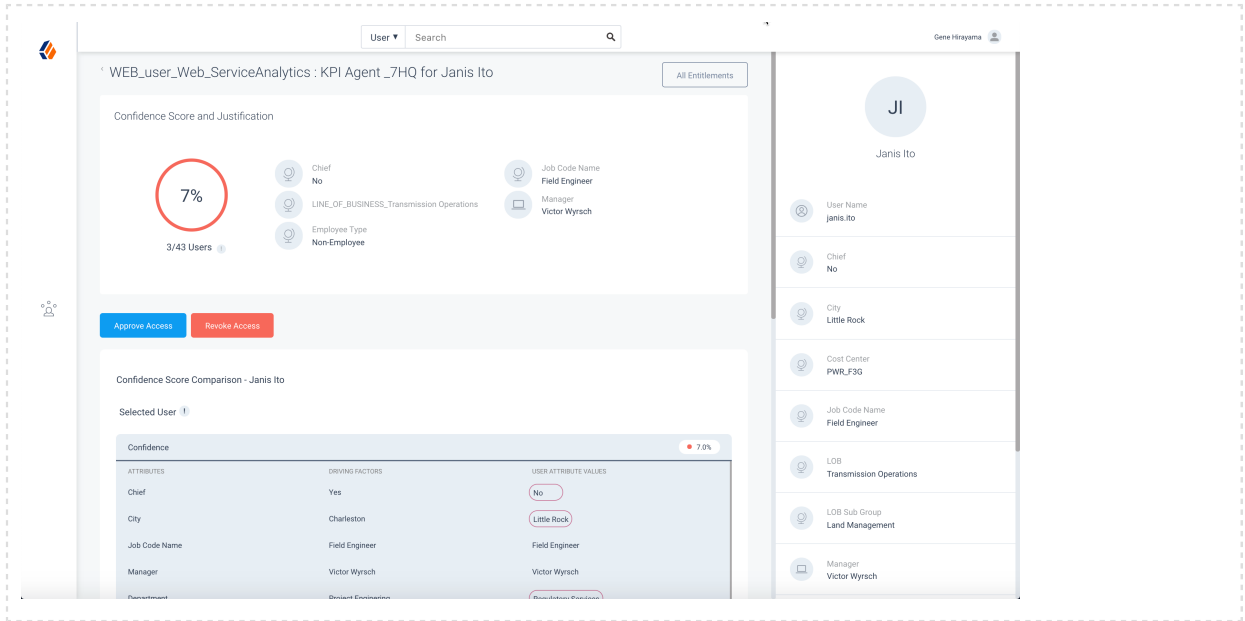 User ▾ Search
Gene Hirayama
WEB_user_Web_ServiceAnalytics : KPI Agent _7HQ for Janis Ito
All Entitlements
Confidence Score and Justification
7%
3/43 Users !
Chief
No
LINE_OF_BUSINESS_Transmission Operations
Employee Type
Non-Employee
Job Code Name
Field Engineer
Manager
Victor Wyrsch
Approve Access Revoke Access
Confidence Score Comparison - Janis Ito
Selected User !
Confidence 7.0%
ATTRIBUTES DRIVING FACTORS USER ATTRIBUTE VALUES
Chief Yes No
City Charleston Little Rock
Job Code Name Field Engineer Field Engineer
Manager Victor Wyrsch Victor Wyrsch
Department Project Enginering Regulatory Services
JI
Janis Ito
User Name
janis.ito
Chief
No
City
Little Rock
Cost Center
PWR_F3G
Job Code Name
Field Engineer
LOB
Transmission Operations
LOB Sub Group
Land Management
Manager
Victor Wyrsch